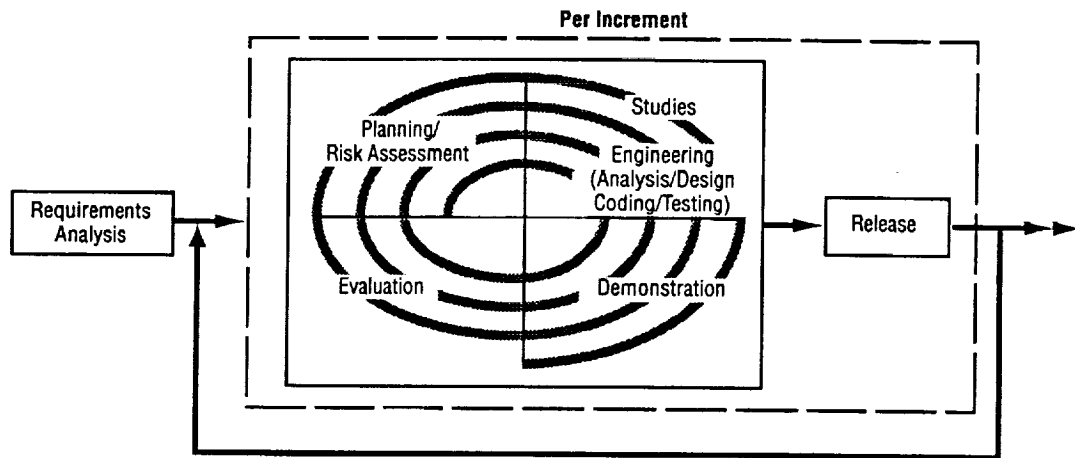 Per Increment
Studies
Planning/
Risk Assessment
Engineering
(Analysis/Design
Coding/Testing)
Requirements
Analysis
Release
Evaluation
Demonstration